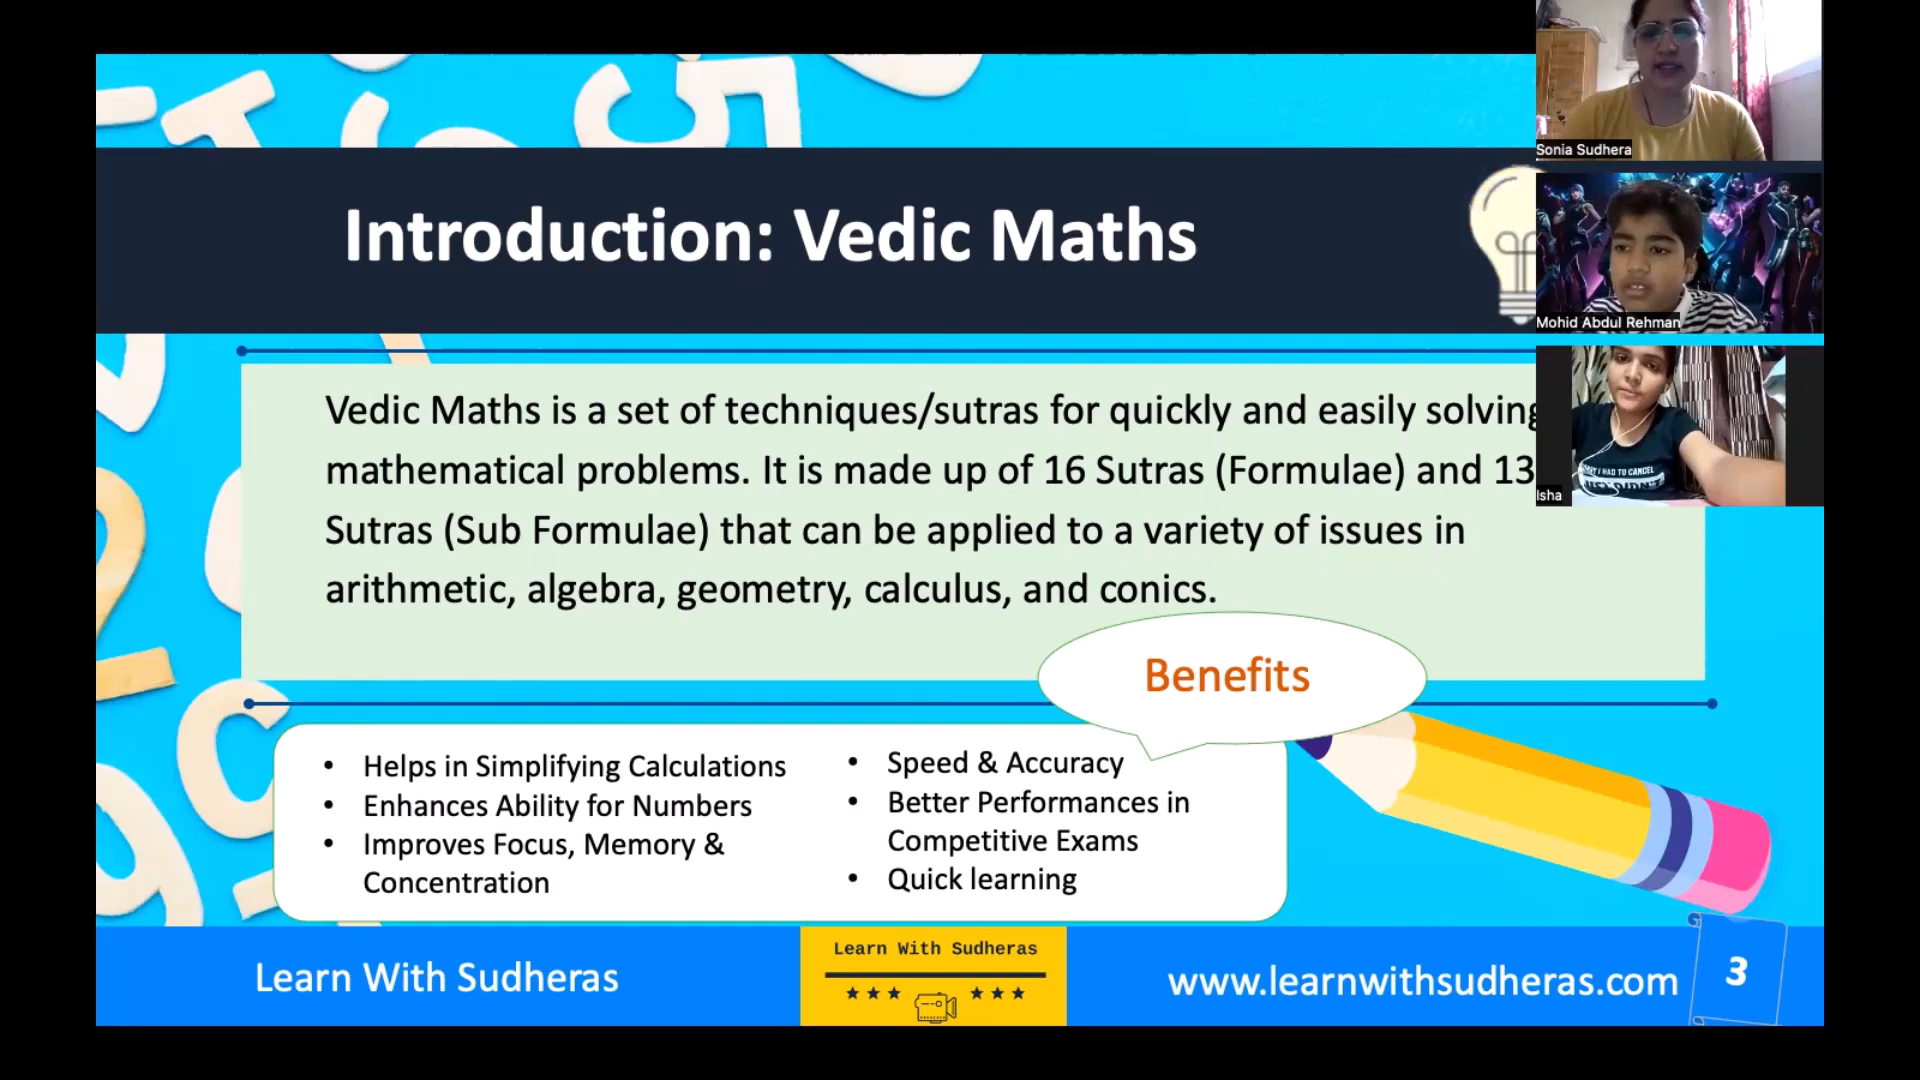 Introduction: Vedic Maths
Sonia Sudhera
Mohid Abdul Rehman
Isha
Vedic Maths is a set of techniques/sutras for quickly and easily solving
mathematical problems. It is made up of 16 Sutras (Formulae) and 13
Sutras (Sub Formulae) that can be applied to a variety of issues in
arithmetic, algebra, geometry, calculus, and conics.
Benefits
• Helps in Simplifying Calculations
• Enhances Ability for Numbers
• Improves Focus, Memory &
Concentration
• Speed & Accuracy
• Better Performances in
Competitive Exams
• Quick learning
Learn With Sudheras
Learn With Sudheras
www.learnwithsudheras.com
3
I HAD TO CANCEL